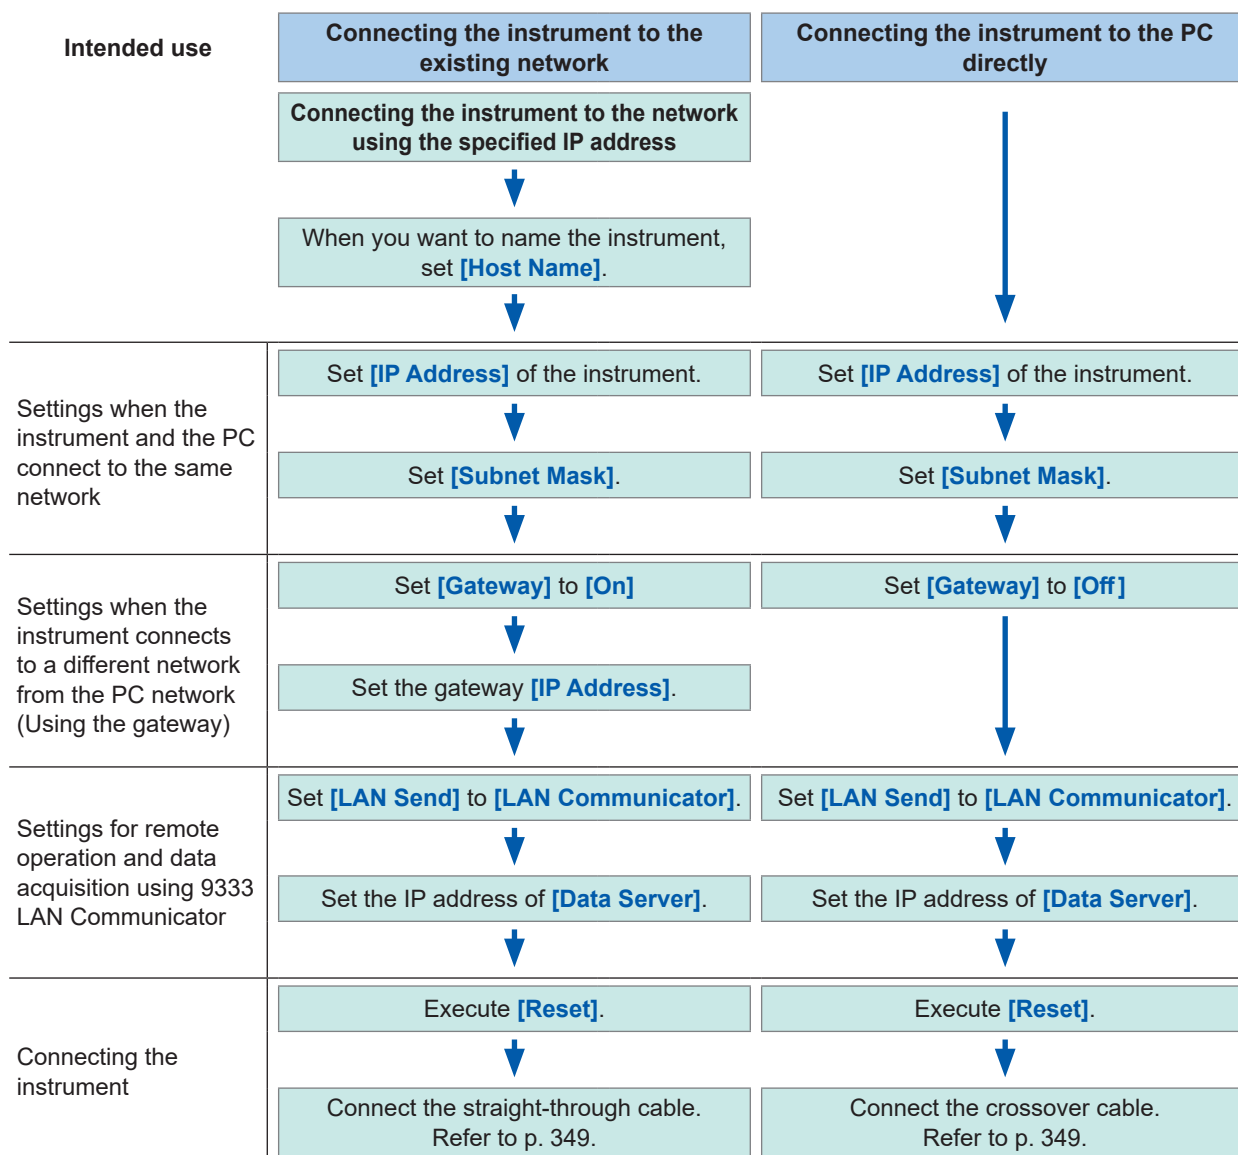 Intended use
Connecting the instrument to the
existing network
Connecting the instrument to the PC
directly
Connecting the instrument to the network
using the specified IP address
When you want to name the instrument,
set [Host Name].
Settings when the
instrument and the PC
connect to the same
network
Set [IP Address] of the instrument.
Set [IP Address] of the instrument.
Set [Subnet Mask].
Set [Subnet Mask].
Settings when the
instrument connects
to a different network
from the PC network
(Using the gateway)
Set [Gateway] to [On]
Set [Gateway] to [Off]
Set the gateway [IP Address].
Settings for remote
operation and data
acquisition using 9333
LAN Communicator
Set [LAN Send] to [LAN Communicator].
Set [LAN Send] to [LAN Communicator].
Set the IP address of [Data Server].
Set the IP address of [Data Server].
Connecting the
instrument
Execute [Reset].
Execute [Reset].
Connect the straight-through cable.
Refer to p. 349.
Connect the crossover cable.
Refer to p. 349.